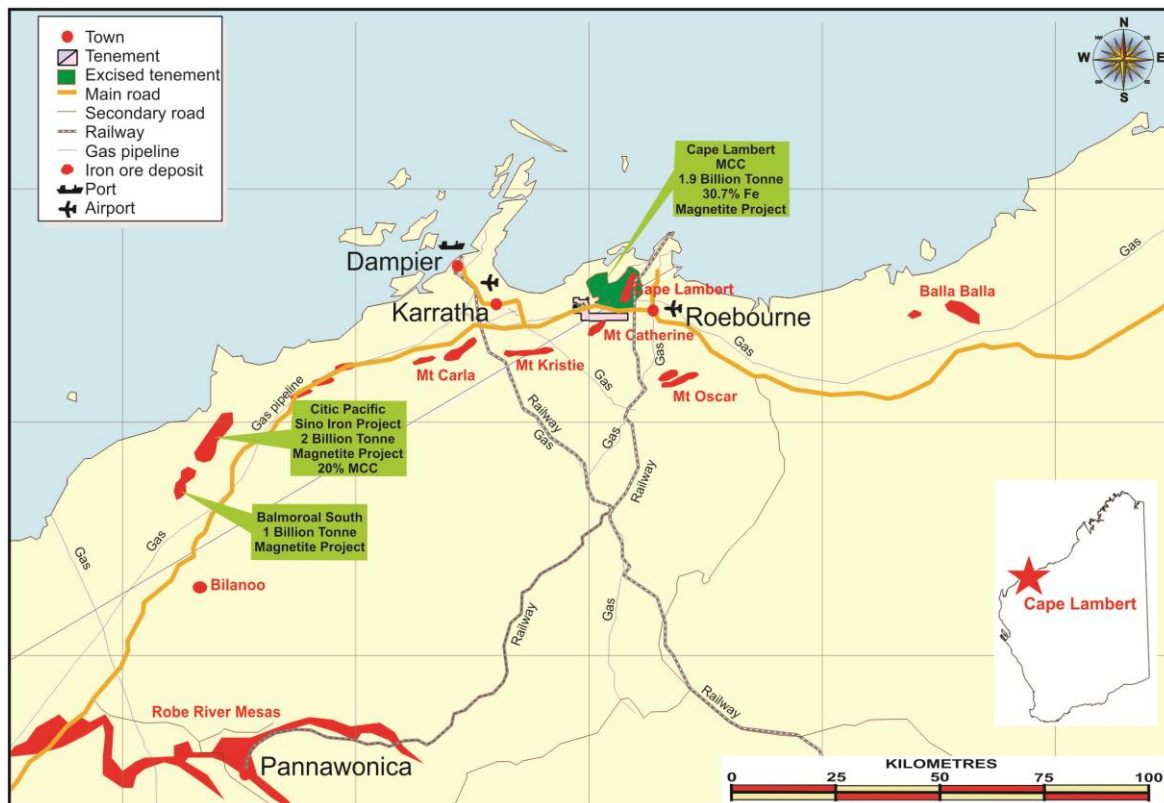 Town
Tenement
Excised tenement
Main road
Secondary road
Railway
Gas pipeline
Iron ore deposit
Port
Airport
N
NW
NE
W
E
SW
SE
S
Cape Lambert
MCC
1.9 Billion Tonne
30.7% Fe
Magnetite Project
Dampier
Karratha
Cape Lambert
Roebourne
Balla Balla
Gas
Mt Catherine
Gas
Gas
Mt Carla
Mt Kristie
Gas
Mt Oscar
Gas pipeline
Railway
Gas
Gas
Railway
Citic Pacific
Sino Iron Project
2 Billion Tonne
Magnetite Project
20% MCC
Balmoroal South
1 Billion Tonne
Magnetite Project
Gas
Gas
Bilanoo
Railway
Gas
Railway
Cape Lambert
Robe River Mesas
Pannawonica
KILOMETRES
0 25 50 75 100